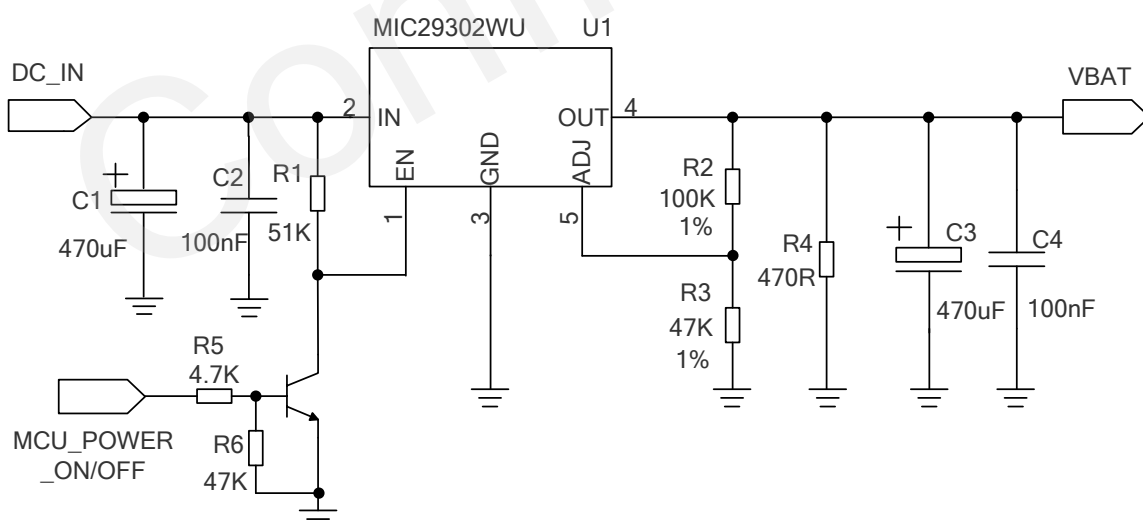 MIC29302WU U1
DC_IN
VBAT
2 IN
OUT 4
EN
GND
ADJ
1
3
5
C1
470uF
C2
100nF
R1
51K
R2
100K
1%
R3
47K
1%
R4
470R
C3
470uF
C4
100nF
R5
4.7K
MCU_POWER
_ON/OFF
R6
47K